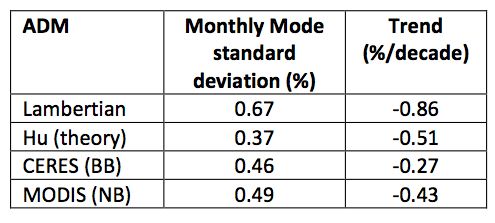 ADM Monthly Mode Trend
standard (%/decade)
deviation (%)
Lambertian 0.67 -0.86
Hu (theory) 0.37 -0.51
CERES (BB) 0.46 -0.27
MODIS (NB) 0.49 -0.43